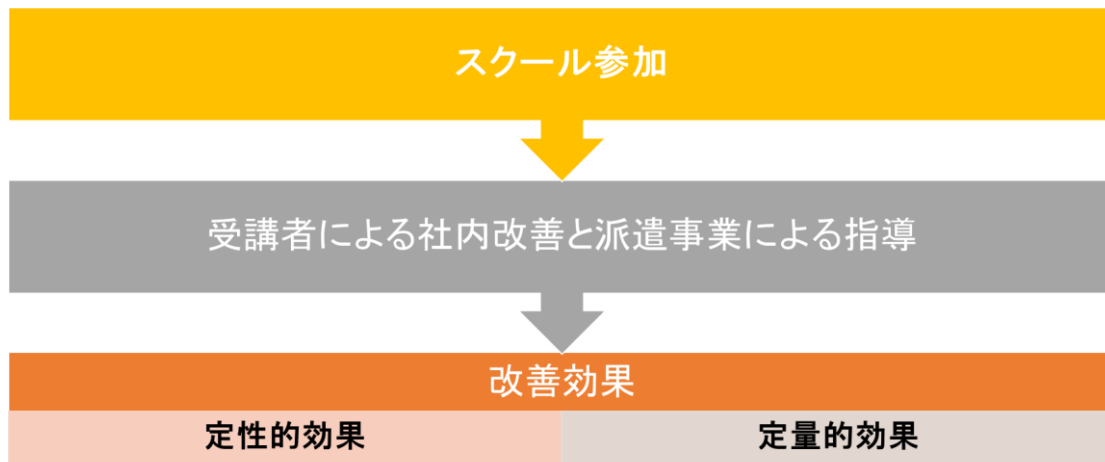 スクール参加
受講者による社内改善と派遣事業による指導
改善効果
定性的効果
定量的効果